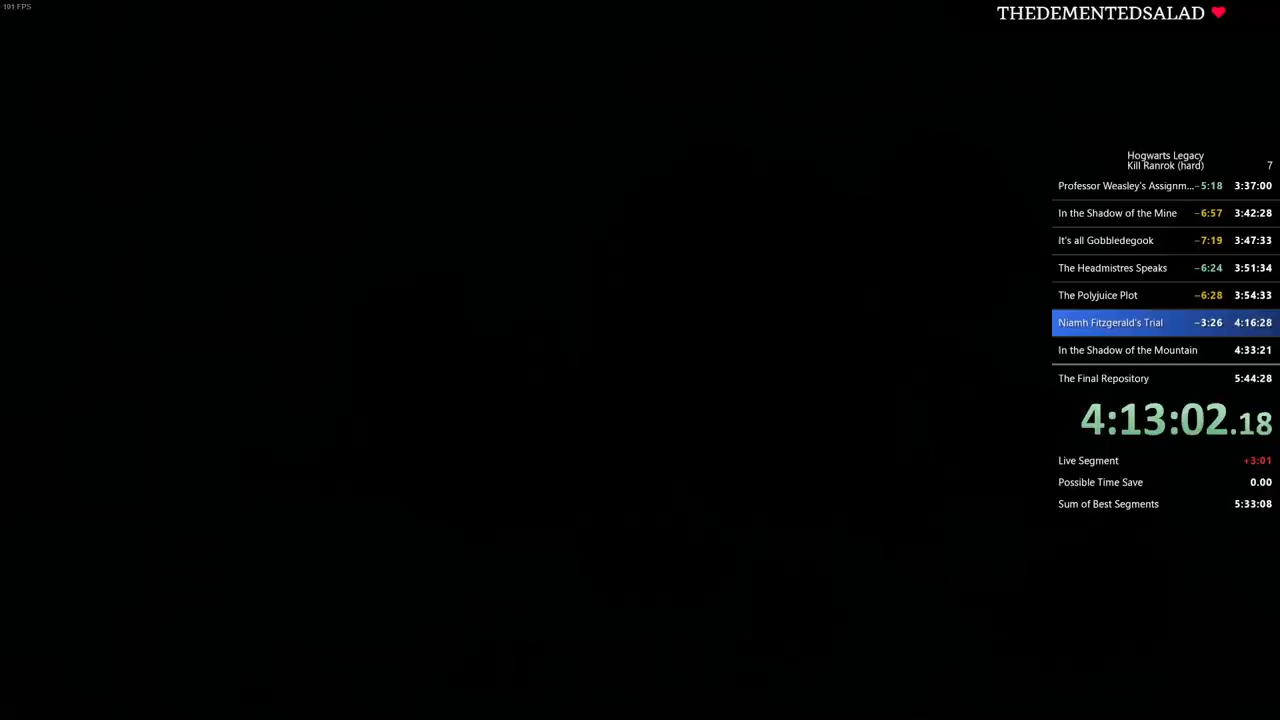 191 FPS
THEDEMENTEDSALAD
Hogwarts Legacy
Kill Ranrok (hard) 7
Professor Weasley's Assignm... -5:18 3:37:00
In the Shadow of the Mine -6:57 3:42:28
It's all Gobbledegook -7:19 3:47:33
The Headmistres Speaks -6:24 3:51:34
The Polyjuice Plot -6:28 3:54:33
Niamh Fitzgerald's Trial -3:26 4:16:28
In the Shadow of the Mountain 4:33:21
The Final Repository 5:44:28
4:13:02.18
Live Segment +3:01
Possible Time Save 0.00
Sum of Best Segments 5:33:08